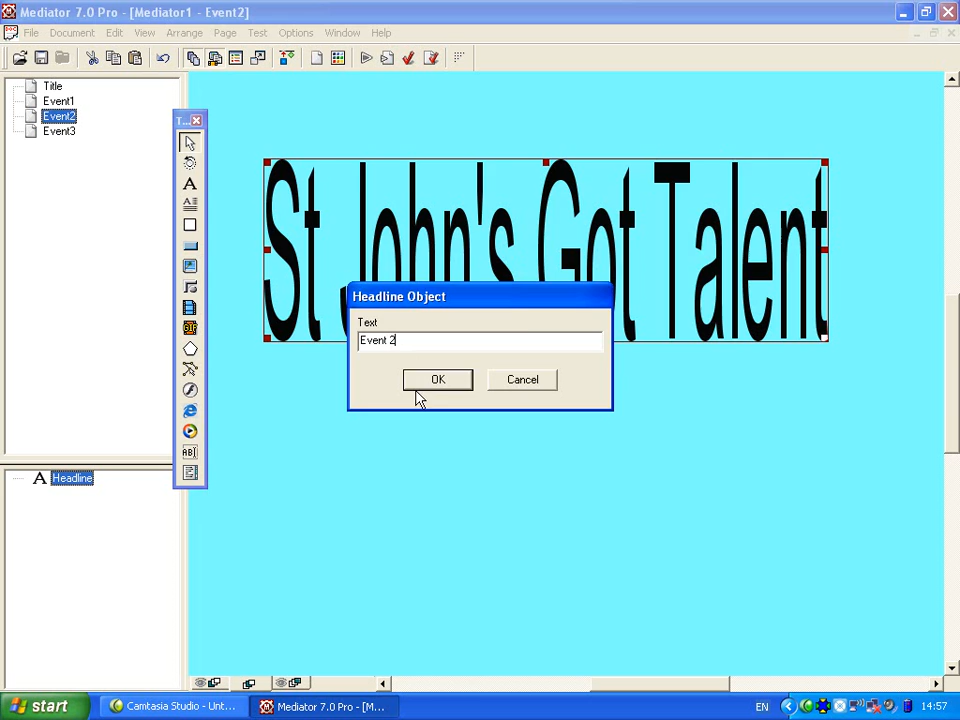 Mediator 7.0 Pro - [Mediator1 - Event2]
File Document Edit View Arrange Page Test Options Window Help
Title
Event1
Event2
Event3
T...
St John's Got Talent
Headline Object
Text
Event 2
OK Cancel
Headline
start Camtasia Studio - Unt... Mediator 7.0 Pro - [M... EN 14:57